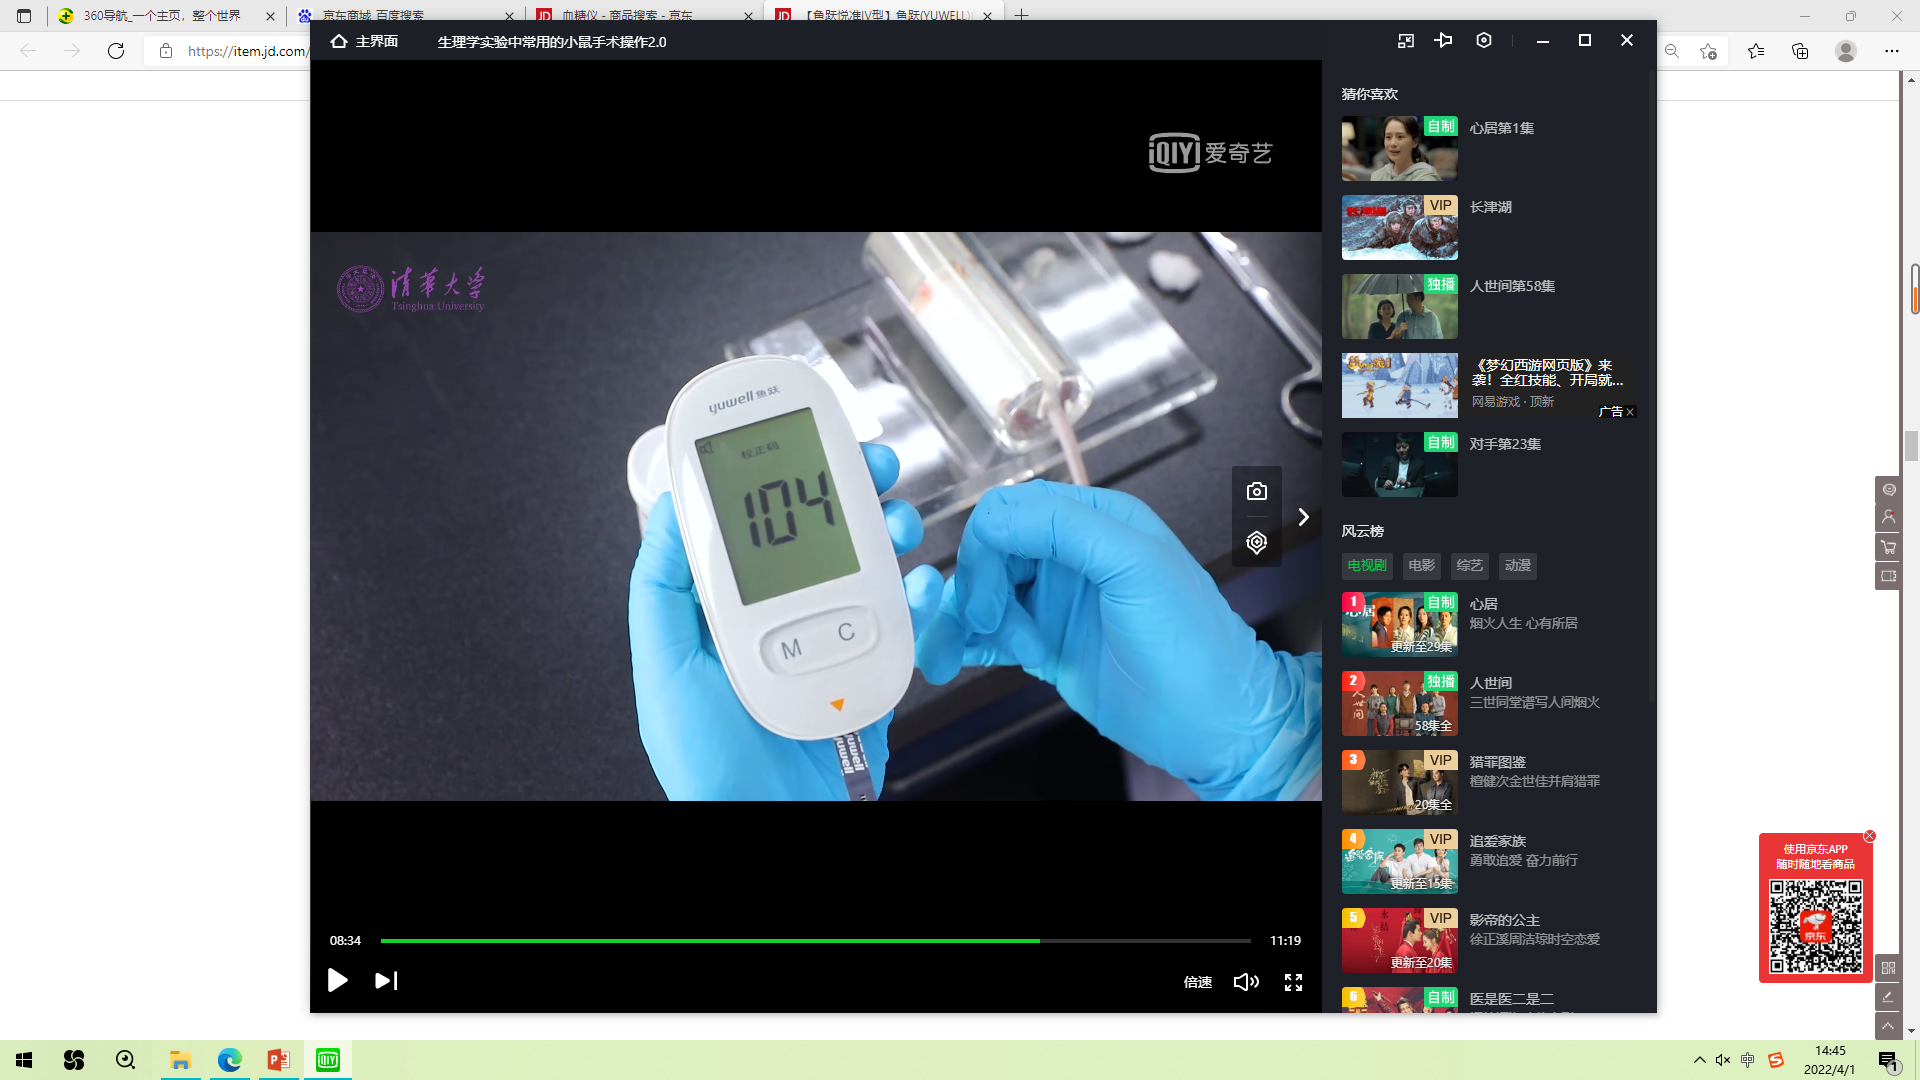 360导航_一个主页，整个世界
京东商城_百度搜索
血糖仪 - 商品搜索 - 京东
【鱼跃悦准IV型】鱼跃(YUWELL)
https://item.jd.com/
主界面
生理学实验中常用的小鼠手术操作2.0
iQIYI 爱奇艺
清华大学
Tsinghua University
yuwell 鱼跃
校正码
104
M C
yuwell
yuwell
08:34
11:19
倍速
猜你喜欢
自制
心居第1集
VIP
长津湖
独播
人世间第58集
《梦幻西游网页版》来
袭！全红技能、开局就...
网易游戏 · 顶新
广告
自制
对手第23集
风云榜
电视剧
电影
综艺
动漫
1
自制
心居
心居
烟火人生 心有所居
更新至29集
2
独播
人世间
人世间
三世同堂谱写人间烟火
58集全
3
VIP
猎罪图鉴
檀健次金世佳并肩猎罪
20集全
4
VIP
追爱家族
追爱家族
勇敢追爱 奋力前行
更新至15集
5
VIP
影帝的公主
徐正溪周洁琼时空恋爱
更新至20集
6
自制
医是医二是二
使用京东APP
随时随地看商品
京东
中
14:45
2022/4/1
1